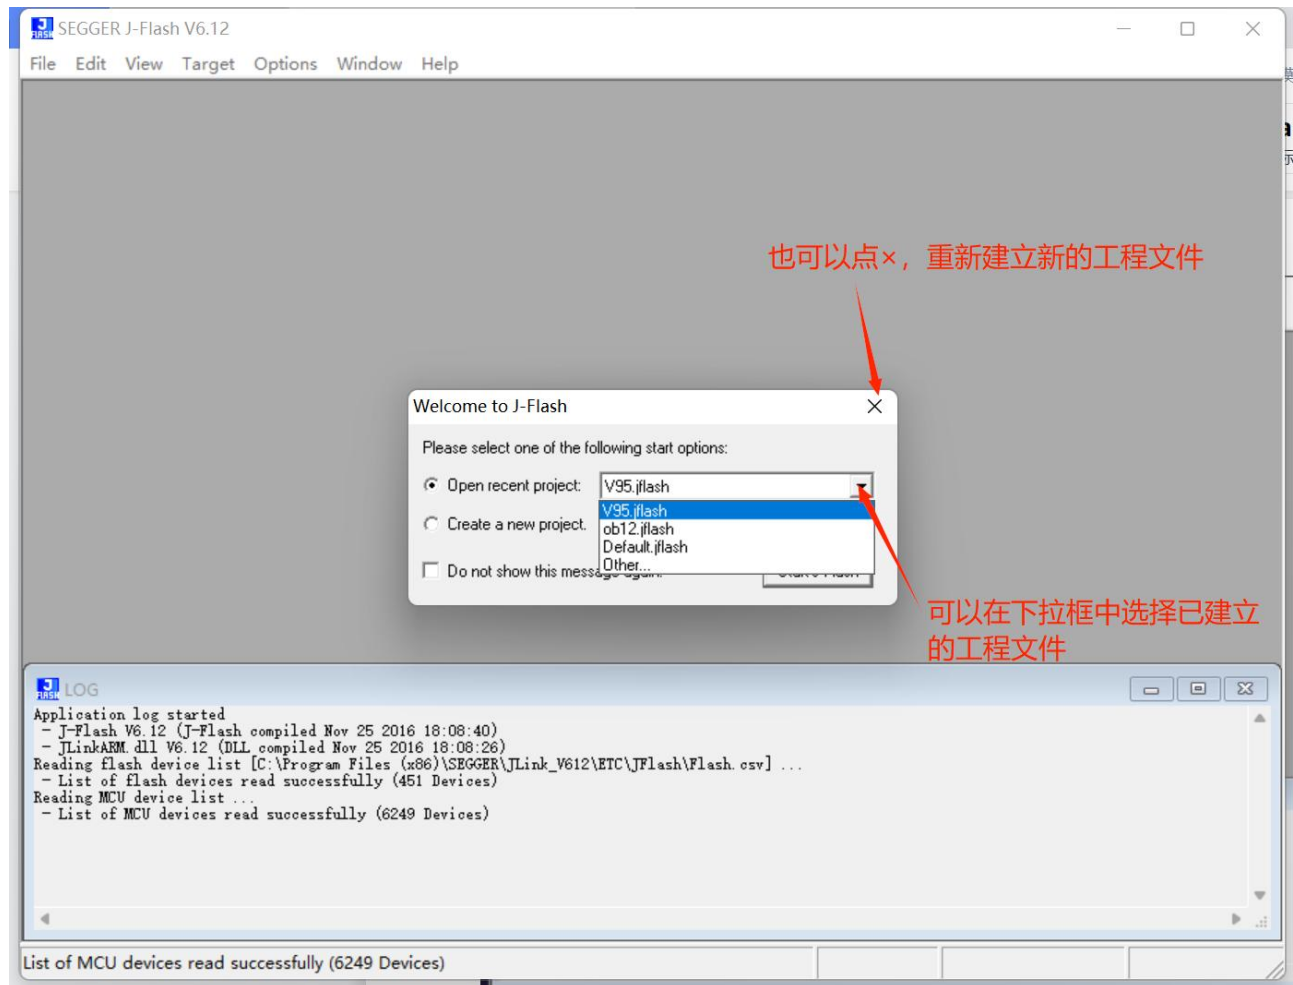 SEGGER J-Flash V6.12
File Edit View Target Options Window Help
也可以点×，重新建立新的工程文件
Welcome to J-Flash
Please select one of the following start options:
Open recent project: V95.jflash
V95.jflash
Create a new project. ob12.jflash
Default.jflash
Do not show this message again. Other...
可以在下拉框中选择已建立
的工程文件
LOG
Application log started
- J-Flash V6.12 (J-Flash compiled Nov 25 2016 18:08:40)
- JLinkARM.dll V6.12 (DLL compiled Nov 25 2016 18:08:26)
Reading flash device list [C:\Program Files (x86)\SEGGER\JLink_V612\ETC\JFlash\Flash.csv] ...
- List of flash devices read successfully (451 Devices)
Reading MCU device list ...
- List of MCU devices read successfully (6249 Devices)
List of MCU devices read successfully (6249 Devices)